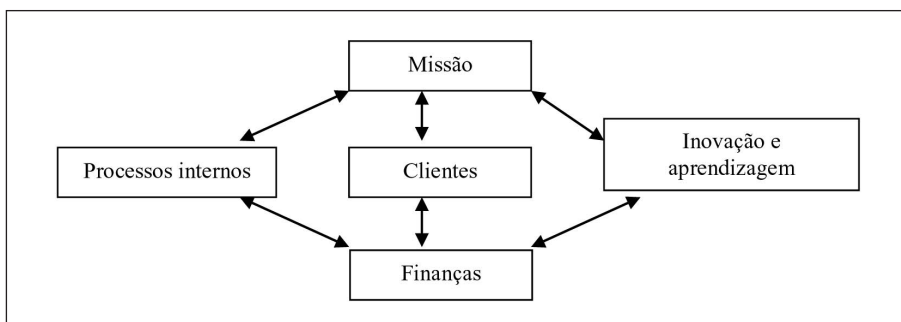 Missão
Processos internos
Clientes
Inovação e
aprendizagem
Finanças